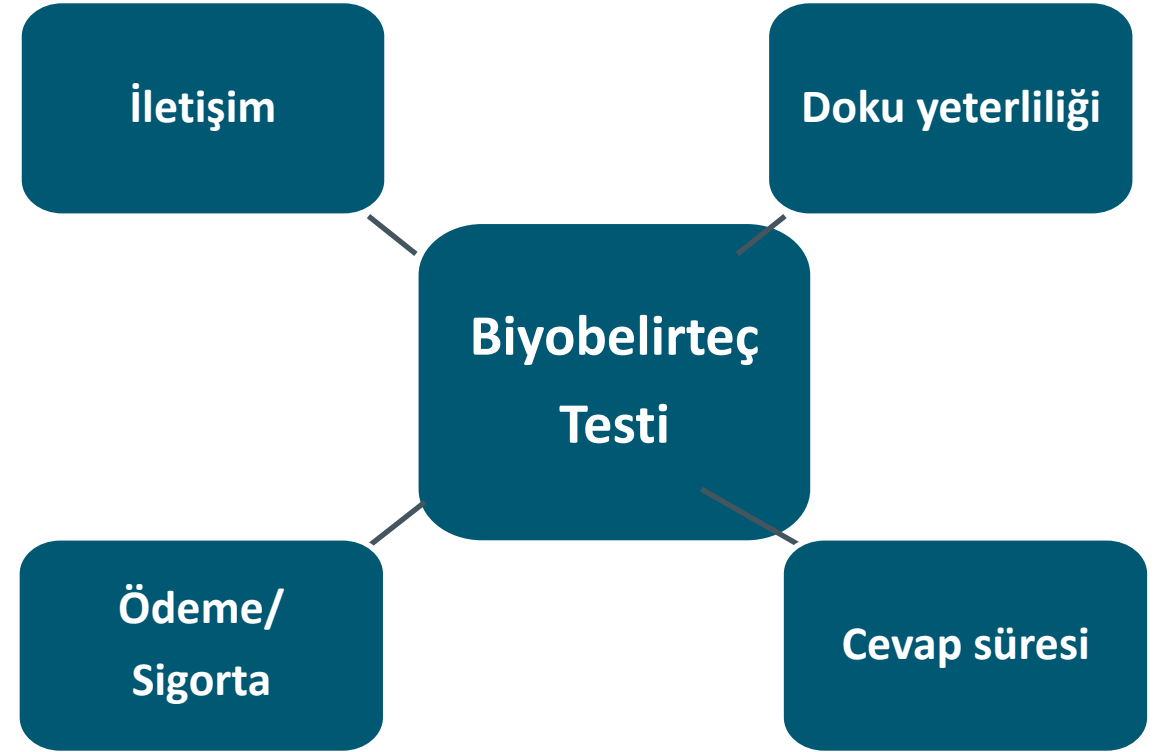 İletişim
Doku yeterliliği
Biyobelirteç
Testi
Ödeme/
Sigorta
Cevap süresi